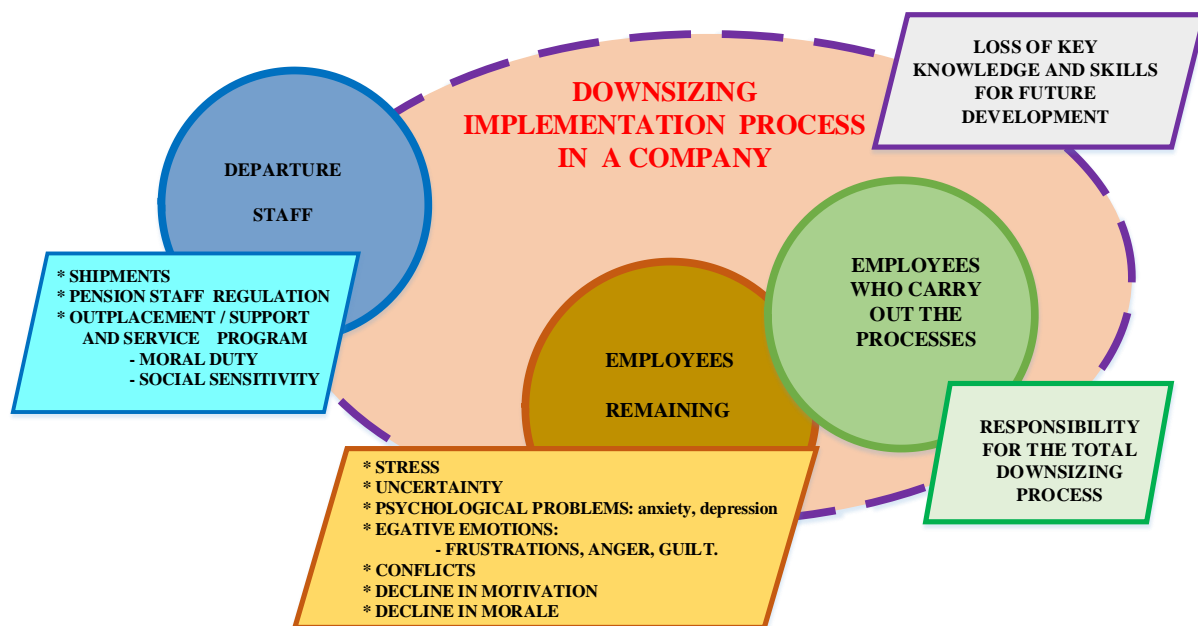 DOWNSIZING
IMPLEMENTATION PROCESS
IN A COMPANY
LOSS OF KEY
KNOWLEDGE AND SKILLS
FOR FUTURE
DEVELOPMENT
DEPARTURE
STAFF
* SHIPMENTS
* PENSION STAFF REGULATION
* OUTPLACEMENT / SUPPORT
AND SERVICE PROGRAM
- MORAL DUTY
- SOCIAL SENSITIVITY
EMPLOYEES
WHO CARRY
OUT THE
PROCESSES
EMPLOYEES
REMAINING
RESPONSIBILITY
FOR THE TOTAL
DOWNSIZING
PROCESS
* STRESS
* UNCERTAINTY
* PSYCHOLOGICAL PROBLEMS: anxiety, depression
* EGATIVE EMOTIONS:
- FRUSTRATIONS, ANGER, GUILT.
* CONFLICTS
* DECLINE IN MOTIVATION
* DECLINE IN MORALE